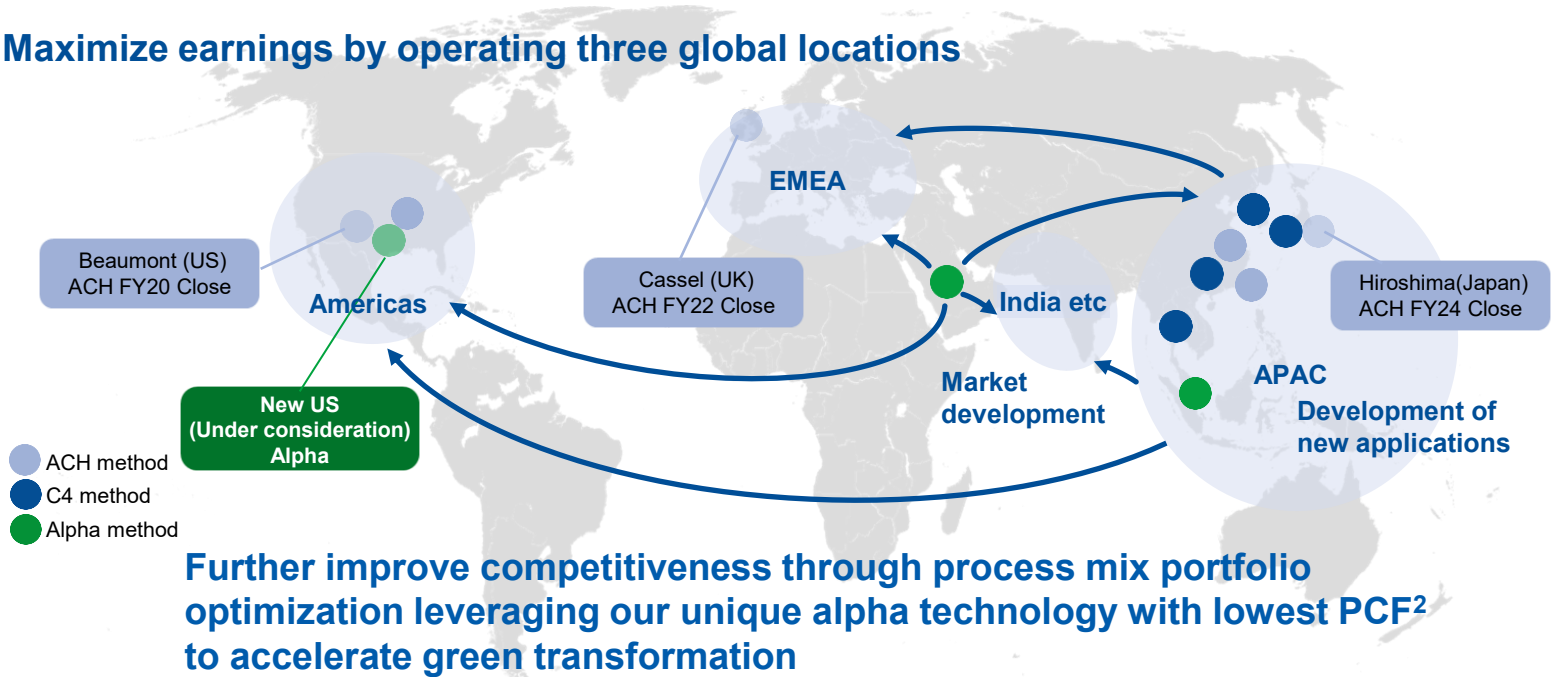 Maximize earnings by operating three global locations
EMEA
Beaumont (US)
ACH FY20 Close
Americas
Cassel (UK)
ACH FY22 Close
India etc
Hiroshima(Japan)
ACH FY24 Close
Market
development
APAC
Development of
new applications
New US
(Under consideration)
Alpha
ACH method
C4 method
Alpha method
Further improve competitiveness through process mix portfolio
optimization leveraging our unique alpha technology with lowest PCF²
to accelerate green transformation